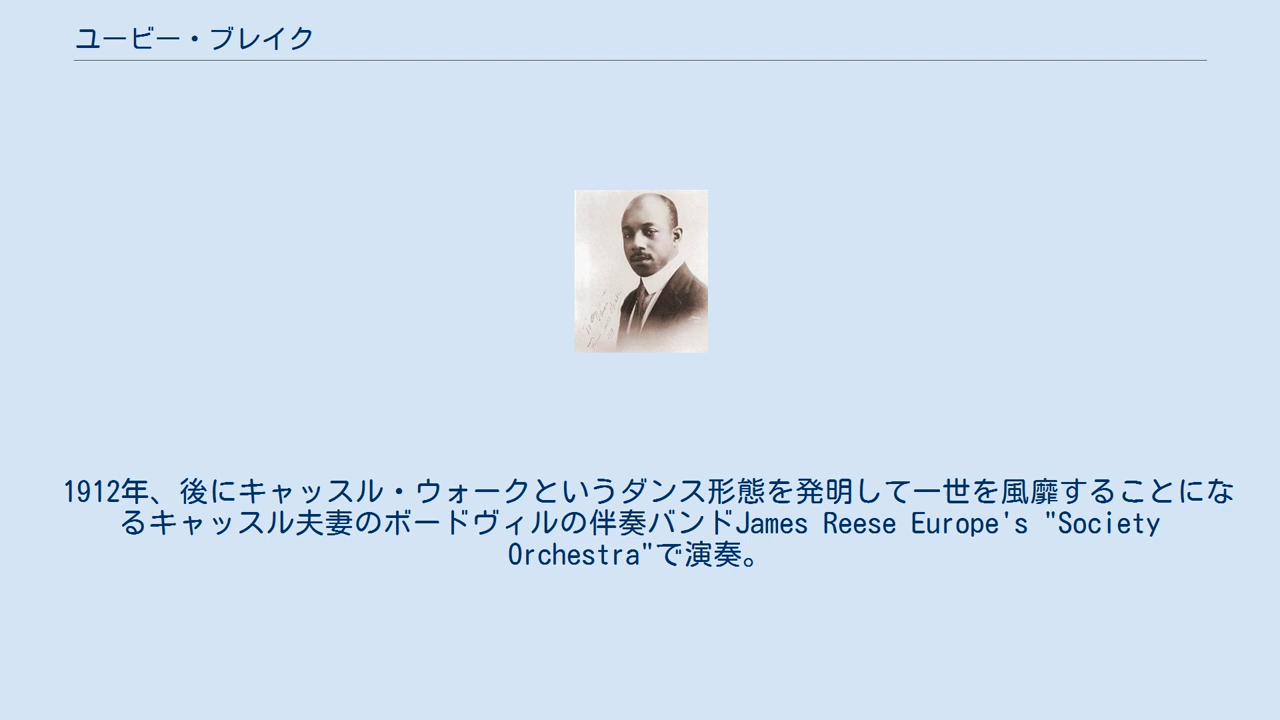 ユービー・ブレイク
1912年、後にキャッスル・ウォークというダンス形態を発明して一世を風靡することにな
るキャッスル夫妻のボードヴィルの伴奏バンドJames Reese Europe's "Society
Orchestra"で演奏。